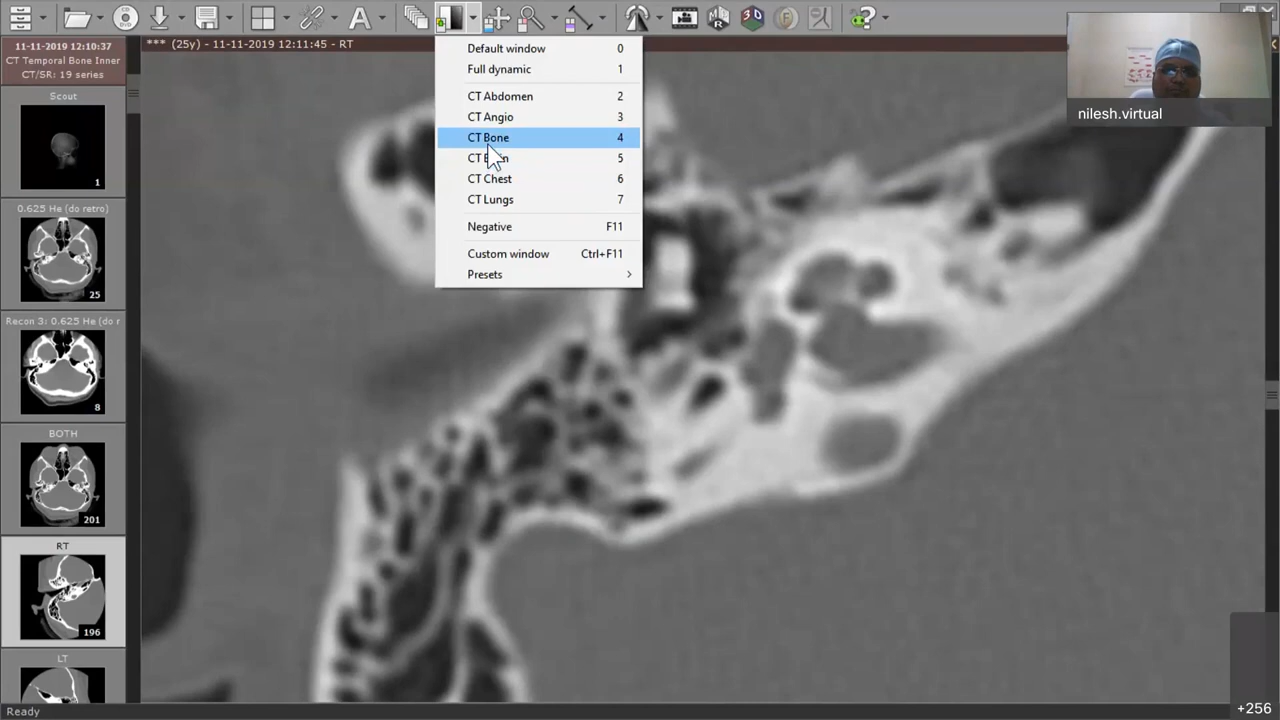 11-11-2019 12:10:37
CT Temporal Bone Inner
CT/SR: 19 series
*** (25y) - 11-11-2019 12:11:45 - RT
Scout
1
0.625 He (do retro)
25
Recon 3: 0.625 He (do r
8
BOTH
201
RT
196
LT
Default window 0
Full dynamic 1
CT Abdomen 2
CT Angio 3
CT Bone 4
CT 5
CT Chest 6
CT Lungs 7
Negative F11
Custom window Ctrl+F11
Presets
3D
nilesh.virtual
Ready
+256